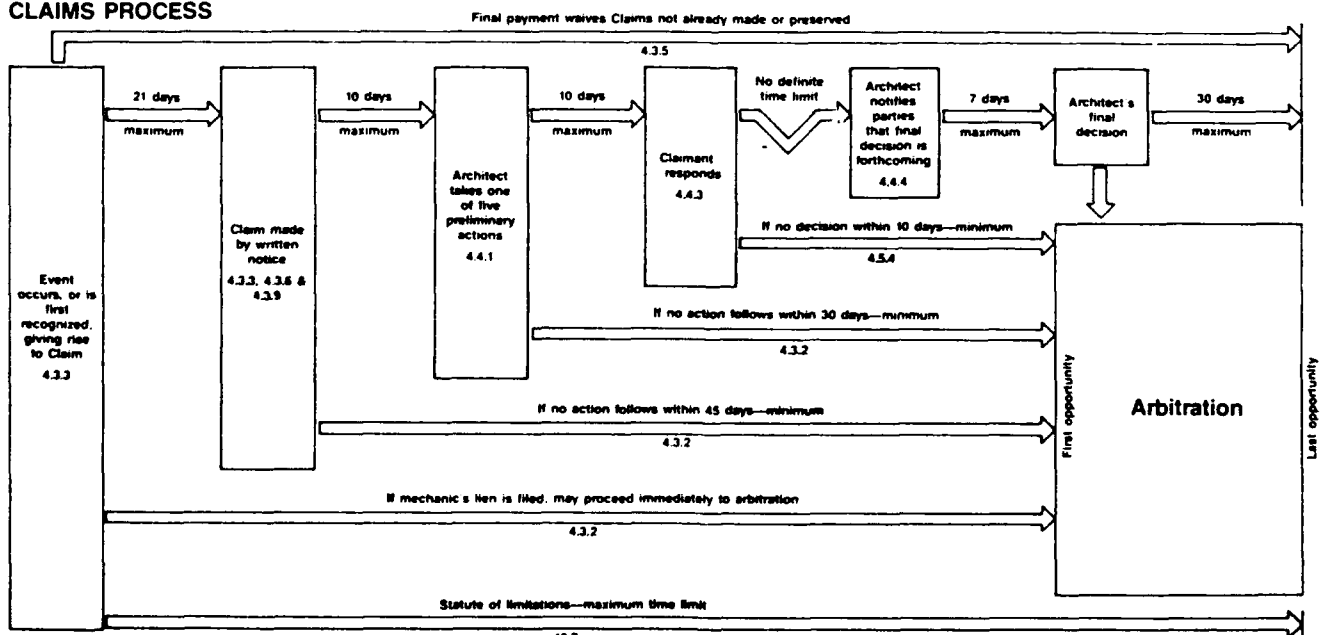 CLAIMS PROCESS
Final payment waives Claims not already made or preserved
4.3.5
21 days
maximum
10 days
maximum
10 days
maximum
No definite
time limit
7 days
maximum
30 days
maximum
Event
occurs, or is
first
recognized,
giving rise
to Claim
4.3.3
Claim made
by written
notice
4.3.3, 4.3.6 &
4.3.9
Architect
takes one
of five
preliminary
actions
4.4.1
Claimant
responds
4.4.3
Architect
notifies
parties
that final
decision is
forthcoming
4.4.4
Architect s
final
decision
If no decision within 10 days—minimum
4.5.4
If no action follows within 30 days—minimum
4.3.2
If no action follows within 45 days—minimum
4.3.2
If mechanic s lien is filed, may proceed immediately to arbitration
4.3.2
Statute of limitations—maximum time limit
First opportunity
Arbitration
Last opportunity